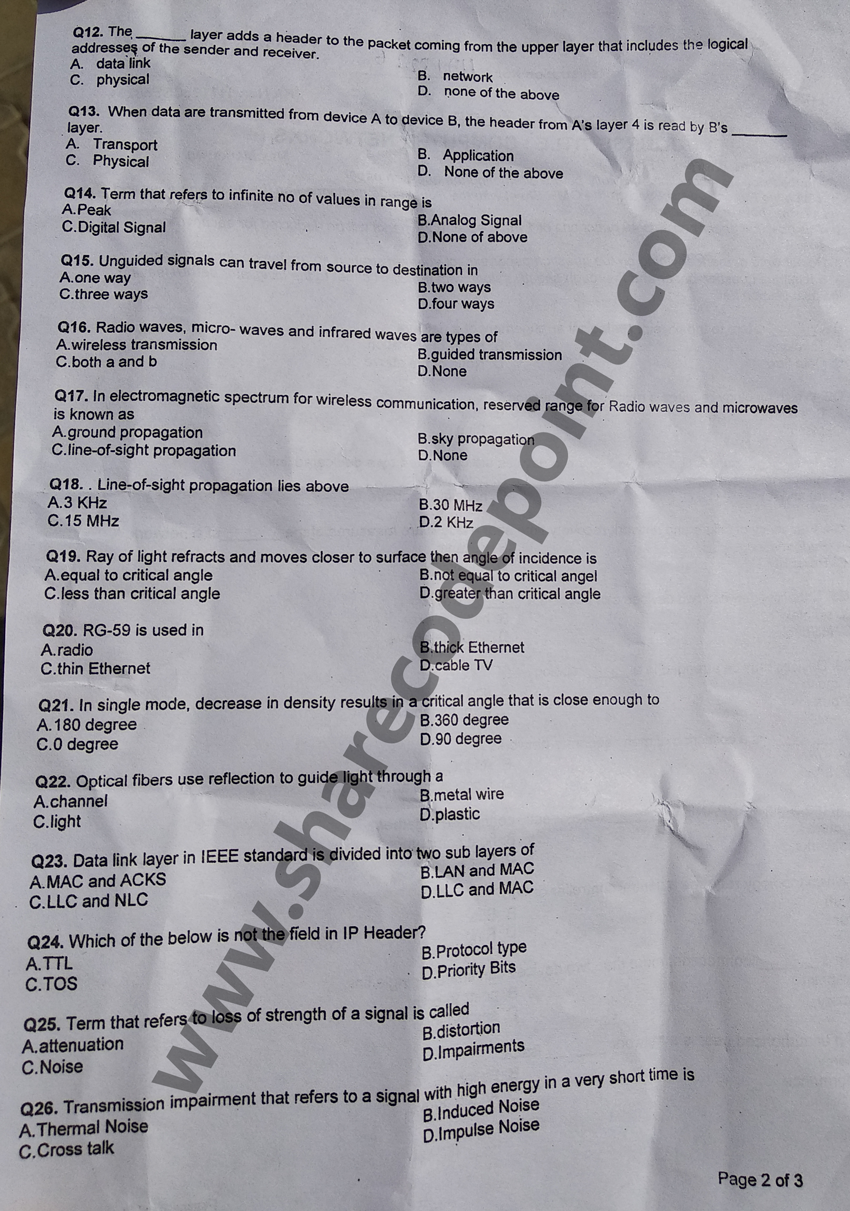 Q12. The ______ layer adds a header to the packet coming from the upper layer that includes the logical
addresses of the sender and receiver.
A. data link
B. network
C. physical
D. none of the above
Q13. When data are transmitted from device A to device B, the header from A's layer 4 is read by B's ______
layer.
A. Transport
B. Application
C. Physical
D. None of the above
Q14. Term that refers to infinite no of values in range is
A.Peak
B.Analog Signal
C.Digital Signal
D.None of above
Q15. Unguided signals can travel from source to destination in
A.one way
B.two ways
C.three ways
D.four ways
Q16. Radio waves, micro- waves and infrared waves are types of
A.wireless transmission
B.guided transmission
C.both a and b
D.None
Q17. In electromagnetic spectrum for wireless communication, reserved range for Radio waves and microwaves
is known as
A.ground propagation
B.sky propagation
C.line-of-sight propagation
D.None
Q18. . Line-of-sight propagation lies above
A.3 KHz
B.30 MHz
C.15 MHz
D.2 KHz
Q19. Ray of light refracts and moves closer to surface then angle of incidence is
A.equal to critical angle
B.not equal to critical angel
C.less than critical angle
D.greater than critical angle
Q20. RG-59 is used in
A.radio
B.thick Ethernet
C.thin Ethernet
D.cable TV
Q21. In single mode, decrease in density results in a critical angle that is close enough to
A.180 degree
B.360 degree
C.0 degree
D.90 degree
Q22. Optical fibers use reflection to guide light through a
A.channel
B.metal wire
C.light
D.plastic
Q23. Data link layer in IEEE standard is divided into two sub layers of
A.MAC and ACKS
B.LAN and MAC
C.LLC and NLC
D.LLC and MAC
Q24. Which of the below is not the field in IP Header?
A.TTL
B.Protocol type
C.TOS
D.Priority Bits
Q25. Term that refers to loss of strength of a signal is called
A.attenuation
B.distortion
C.Noise
D.Impairments
Q26. Transmission impairment that refers to a signal with high energy in a very short time is
A.Thermal Noise
B.Induced Noise
C.Cross talk
D.Impulse Noise
Page 2 of 3
www.sharecodepoint.com